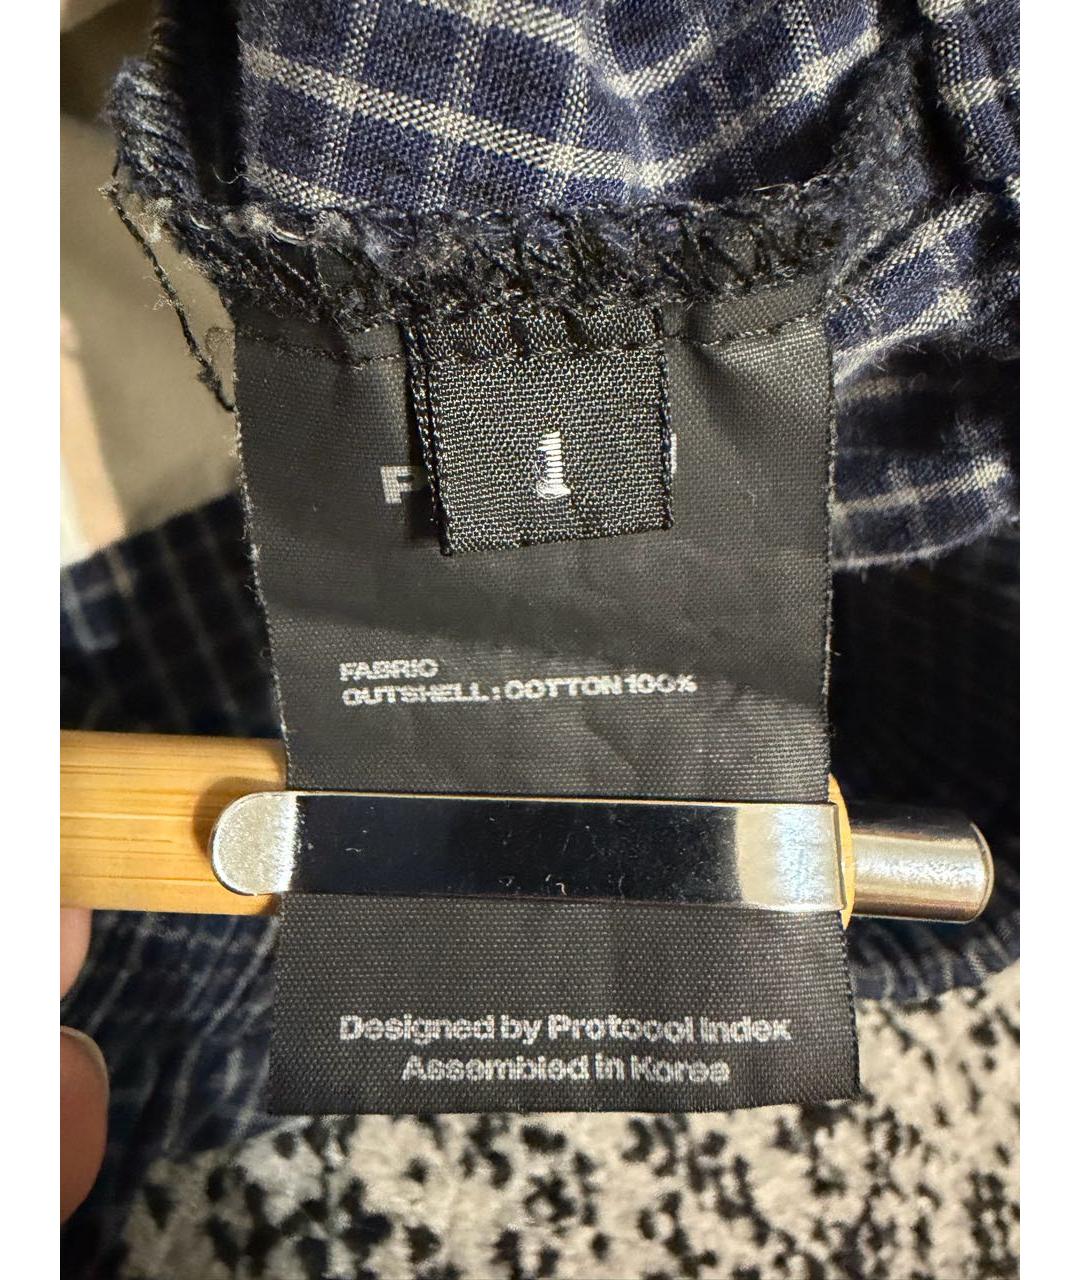 1
FABRIC
OUTSHELL : COTTON 100%
Designed by Protocol Index
Assembled in Korea